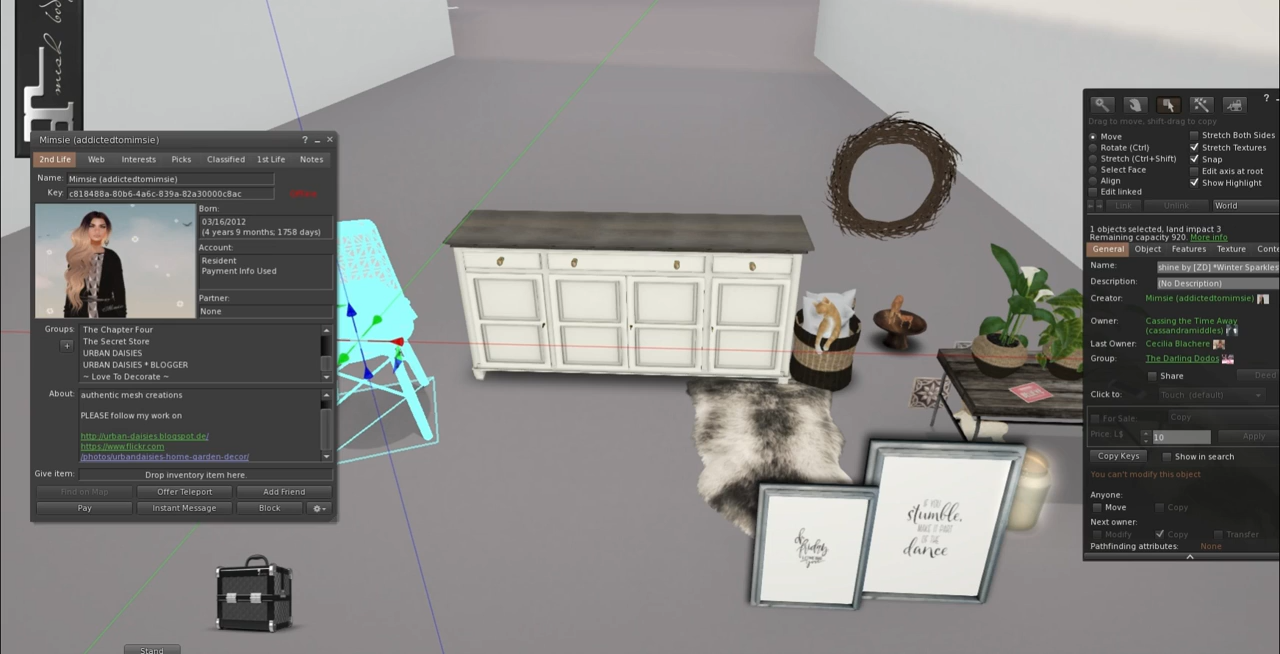 mesh bod
Mimsie (addictedtomimsie)
2nd Life Web Interests Picks Classified 1st Life Notes
Name: Mimsie (addictedtomimsie)
Key: c818488a-80b6-4a6c-839a-82a30000c8ac
Born:
03/16/2012
(4 years 9 months; 1758 days)
Account:
Resident
Payment Info Used
Partner:
None
Groups:
The Chapter Four
The Secret Store
URBAN DAISIES
URBAN DAISIES * BLOGGER
~ Love To Decorate ~
About:
authentic mesh creations
PLEASE follow my work on
http://urban-daisies.blogspot.de/
https://www.flickr.com
/photos/urbandaisies-home-garden-decor/
Give item: Drop inventory item here.
Find on Map Offer Teleport Add Friend
Pay Instant Message Block
Stand
IF YOU
stumble,
MAKE IT PART
OF THE
dance
friday
Drag to move, shift-drag to copy
Move
Rotate (Ctrl)
Stretch (Ctrl+Shift)
Select Face
Align
Edit linked
Stretch Both Sides
Stretch Textures
Snap
Edit axis at root
Show Highlight
Link Unlink World
1 objects selected, land impact 3
Remaining capacity 920. More info
General Object Features Texture Conte
Name: shine by [ZD] *Winter Sparkles
Description: (No Description)
Creator: Mimsie (addictedtomimsie)
Owner: Cassing the Time Away
(cassandramiddles)
Last Owner: Cecilia Blachere
Group: The Darling Dodos
Share Deed
Click to: Touch (default)
For Sale: Copy
Price: L$ 10 Apply
Copy Keys Show in search
You can't modify this object
Anyone:
Move Copy
Next owner:
Modify Copy Transfer
Pathfinding attributes: None